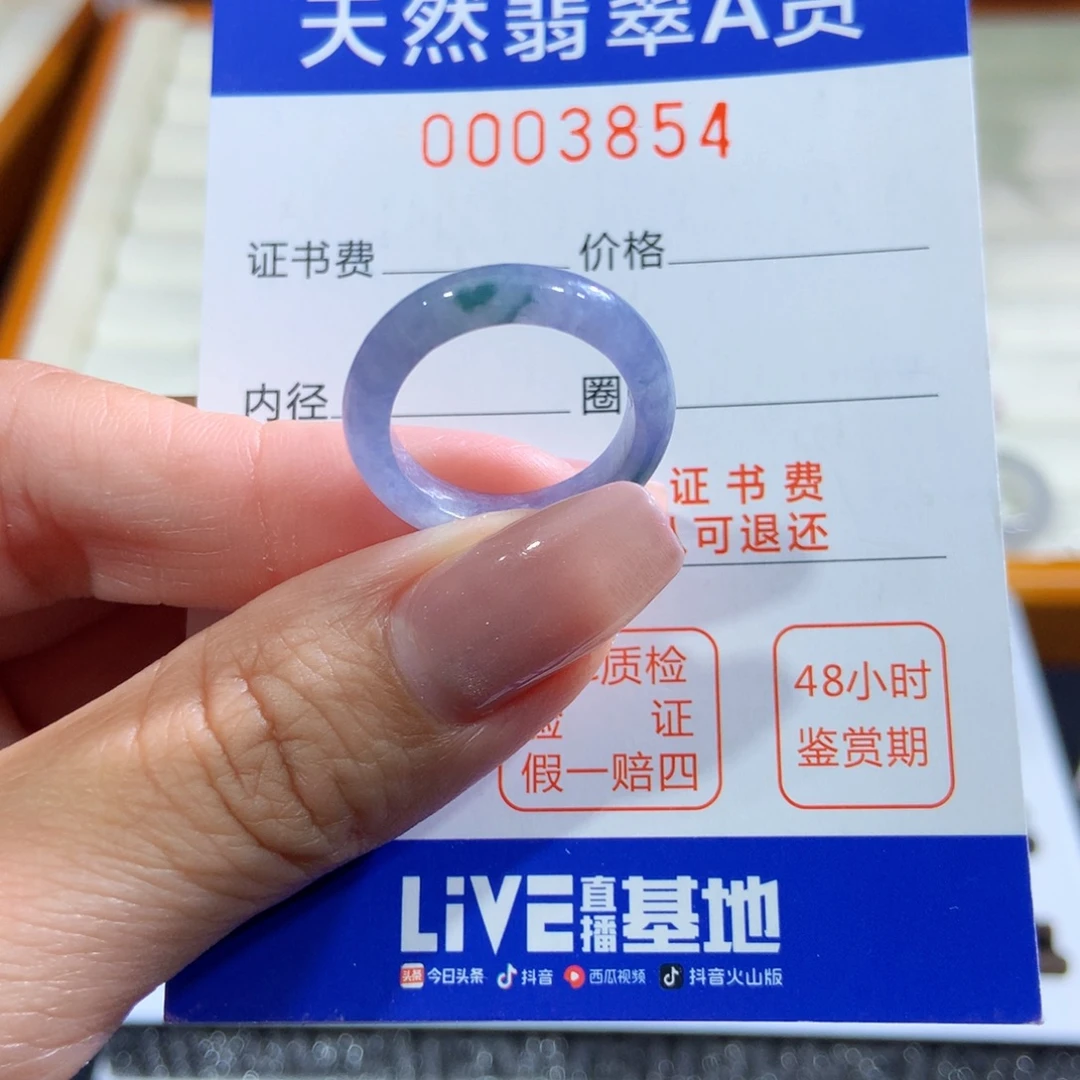 天然翡翠A货
0003854
证书费 价格
内径 圈
证书费
可退还
质检
证
假一赔四
48小时
鉴赏期
LiVE直播基地
头条 今日头条 抖音 西瓜视频 抖音火山版